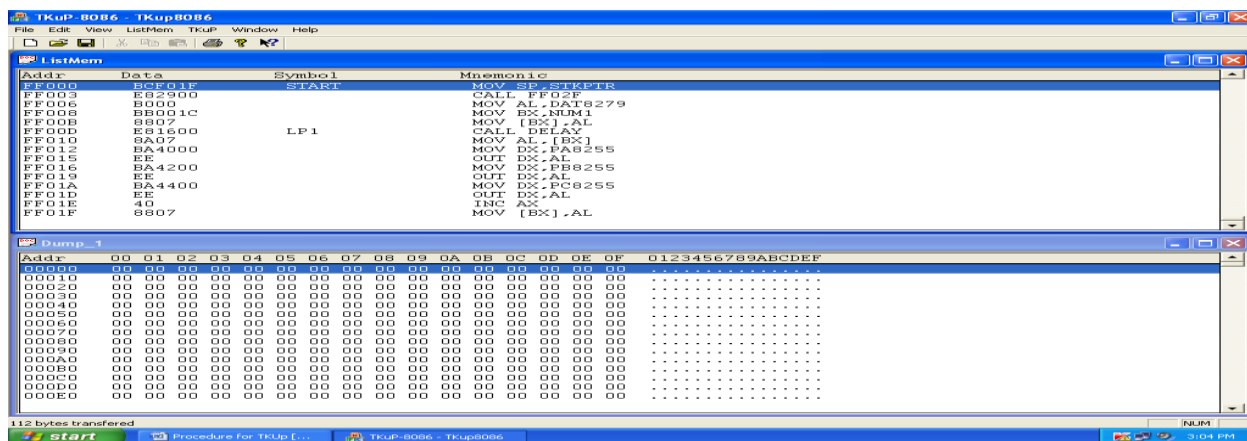 TKuP-8086 - TKup8086
File Edit View ListMem TKuP Window Help
ListMem
Addr Data Symbol Mnemonic
FF000 BCF01F START MOV SP,STKPTR
FF003 E82900 CALL FF02F
FF006 B000 MOV AL,DAT8279
FF008 BB001C MOV BX,NUM1
FF00B 8807 MOV [BX],AL
FF00D E81600 LP1 CALL DELAY
FF010 8A07 MOV AL,[BX]
FF012 BA4000 MOV DX,PA8255
FF015 EE OUT DX,AL
FF016 BA4200 MOV DX,PB8255
FF019 EE OUT DX,AL
FF01A BA4400 MOV DX,PC8255
FF01D EE OUT DX,AL
FF01E 40 INC AX
FF01F 8807 MOV [BX],AL
Dump_1
Addr 00 01 02 03 04 05 06 07 08 09 0A 0B 0C 0D 0E 0F 0123456789ABCDEF
00000 00 00 00 00 00 00 00 00 00 00 00 00 00 00 00 00 ................
00010 00 00 00 00 00 00 00 00 00 00 00 00 00 00 00 00 ................
00020 00 00 00 00 00 00 00 00 00 00 00 00 00 00 00 00 ................
00030 00 00 00 00 00 00 00 00 00 00 00 00 00 00 00 00 ................
00040 00 00 00 00 00 00 00 00 00 00 00 00 00 00 00 00 ................
00050 00 00 00 00 00 00 00 00 00 00 00 00 00 00 00 00 ................
00060 00 00 00 00 00 00 00 00 00 00 00 00 00 00 00 00 ................
00070 00 00 00 00 00 00 00 00 00 00 00 00 00 00 00 00 ................
00080 00 00 00 00 00 00 00 00 00 00 00 00 00 00 00 00 ................
00090 00 00 00 00 00 00 00 00 00 00 00 00 00 00 00 00 ................
000A0 00 00 00 00 00 00 00 00 00 00 00 00 00 00 00 00 ................
000B0 00 00 00 00 00 00 00 00 00 00 00 00 00 00 00 00 ................
000C0 00 00 00 00 00 00 00 00 00 00 00 00 00 00 00 00 ................
000D0 00 00 00 00 00 00 00 00 00 00 00 00 00 00 00 00 ................
000E0 00 00 00 00 00 00 00 00 00 00 00 00 00 00 00 00 ................
112 bytes transfered NUM
start Procedure for TKUp [... TKuP-8086 - TKup8086 3:04 PM